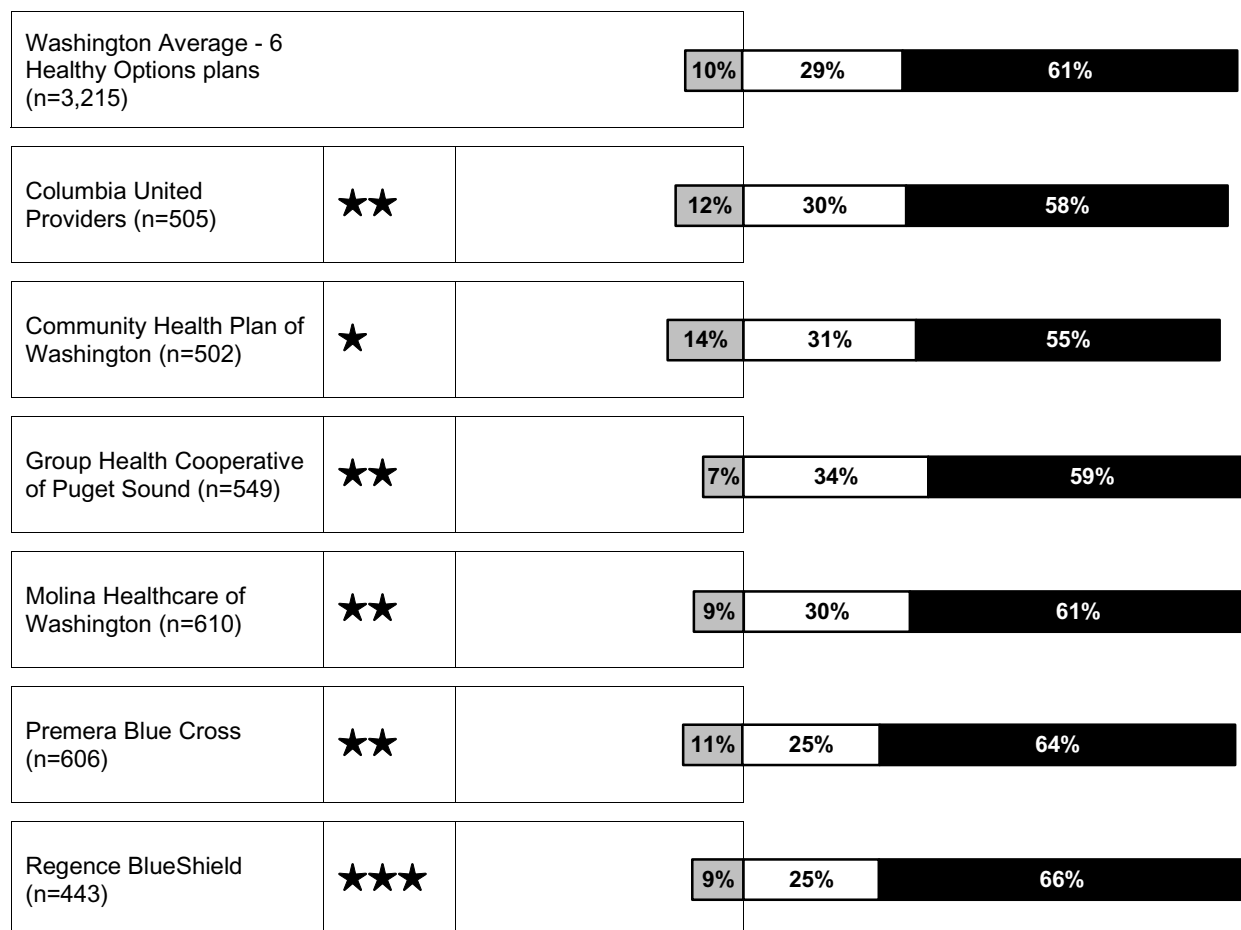 Washington Average - 6
Healthy Options plans
(n=3,215)
10% 29% 61%
Columbia United
Providers (n=505)
★★
12% 30% 58%
Community Health Plan of
Washington (n=502)
★
14% 31% 55%
Group Health Cooperative
of Puget Sound (n=549)
★★
7% 34% 59%
Molina Healthcare of
Washington (n=610)
★★
9% 30% 61%
Premera Blue Cross
(n=606)
★★
11% 25% 64%
Regence BlueShield
(n=443)
★★★
9% 25% 66%